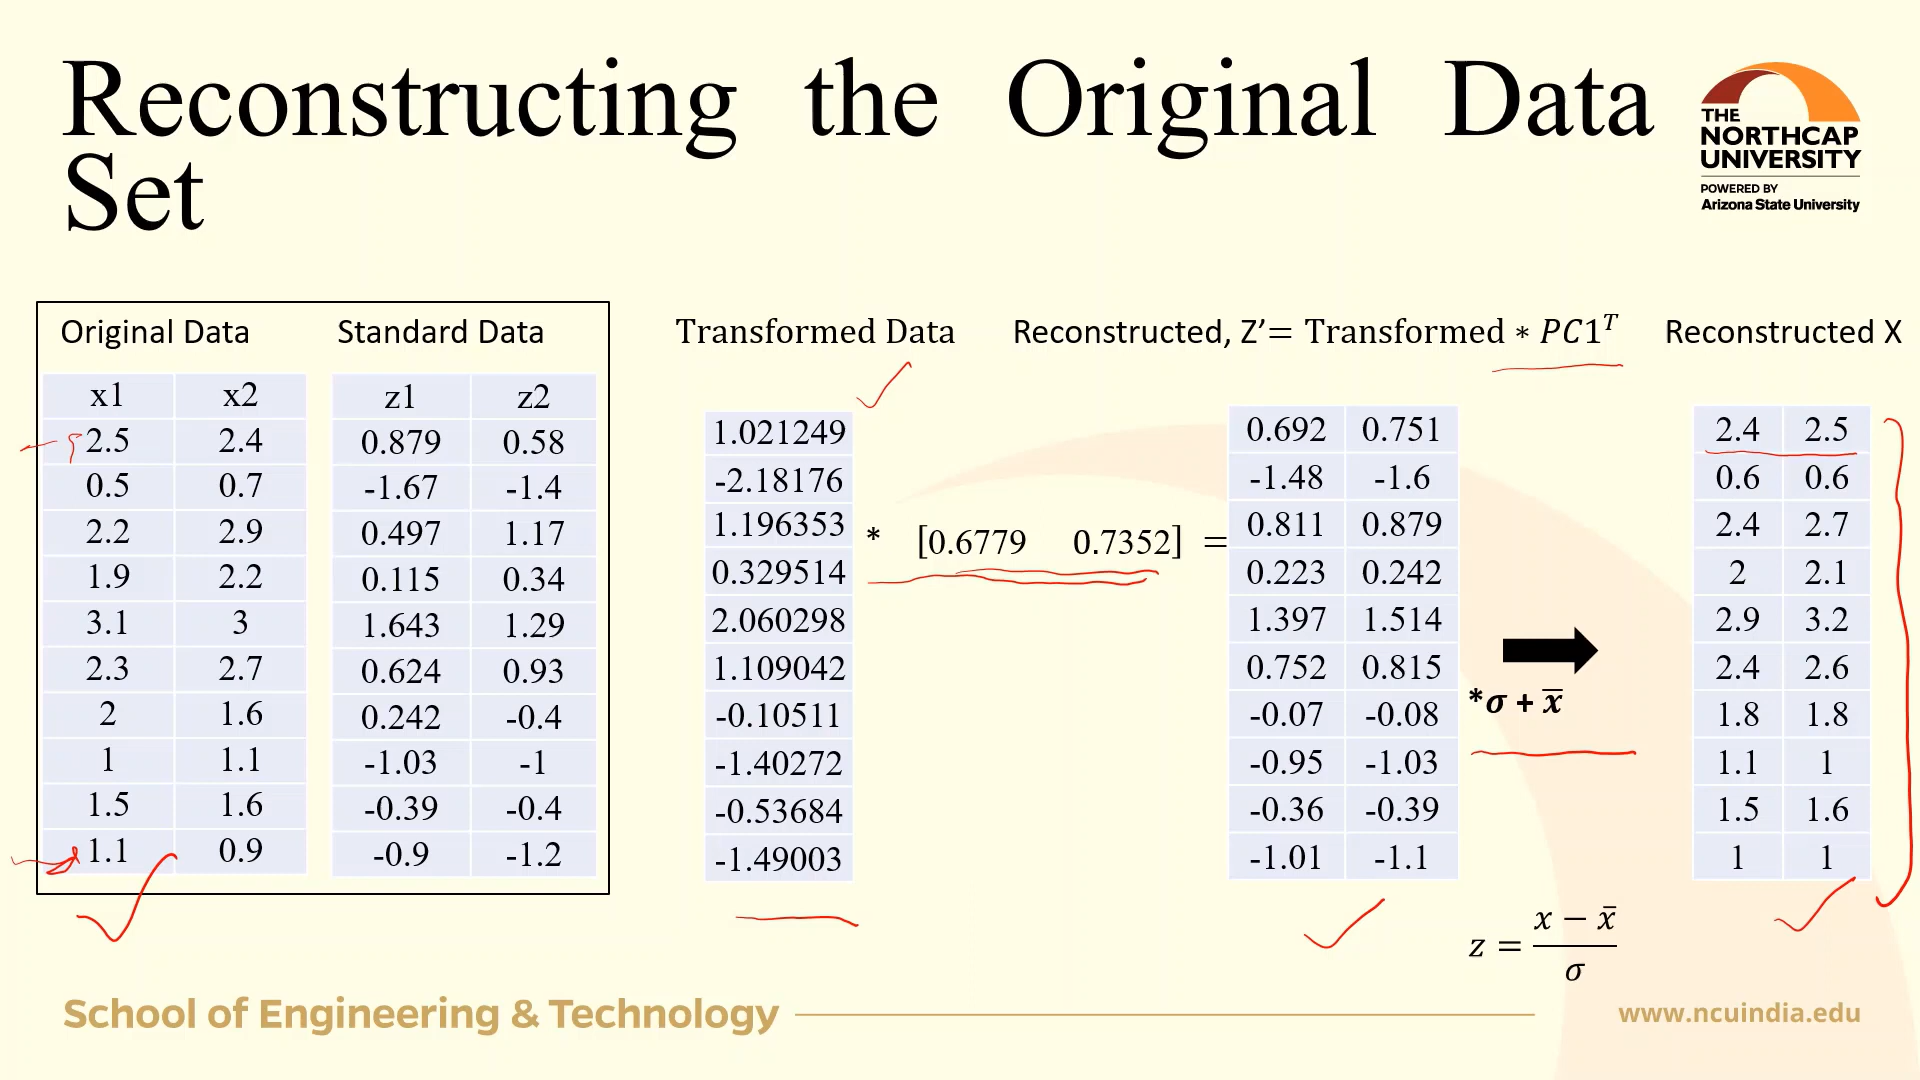 Reconstructing the Original Data
Set
THE
NORTHCAP
UNIVERSITY
POWERED BY
Arizona State University
Original Data Standard Data Transformed Data Reconstructed, Z’= Transformed ∗ 𝑃𝐶1ᵀ Reconstructed X
x1 x2
2.5 2.4
0.5 0.7
2.2 2.9
1.9 2.2
3.1 3
2.3 2.7
2 1.6
1 1.1
1.5 1.6
1.1 0.9
z1 z2
0.879 0.58
-1.67 -1.4
0.497 1.17
0.115 0.34
1.643 1.29
0.624 0.93
0.242 -0.4
-1.03 -1
-0.39 -0.4
-0.9 -1.2
1.021249
-2.18176
1.196353
0.329514
2.060298
1.109042
-0.10511
-1.40272
-0.53684
-1.49003
* [0.6779 0.7352] =
0.692 0.751
-1.48 -1.6
0.811 0.879
0.223 0.242
1.397 1.514
0.752 0.815
-0.07 -0.08
-0.95 -1.03
-0.36 -0.39
-1.01 -1.1
*σ + x̅
2.4 2.5
0.6 0.6
2.4 2.7
2 2.1
2.9 3.2
2.4 2.6
1.8 1.8
1.1 1
1.5 1.6
1 1
x − x̅
z =
σ
School of Engineering & Technology
www.ncuindia.edu